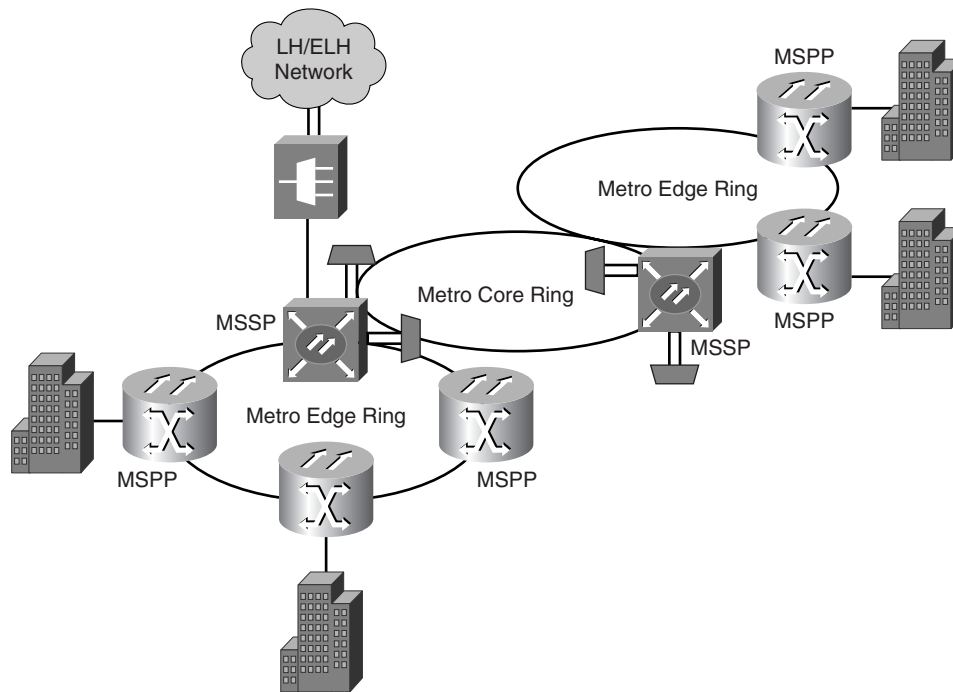 LH/ELH
Network
MSPP
Metro Edge Ring
Metro Core Ring
MSSP
MSPP
MSSP
Metro Edge Ring
MSPP
MSPP